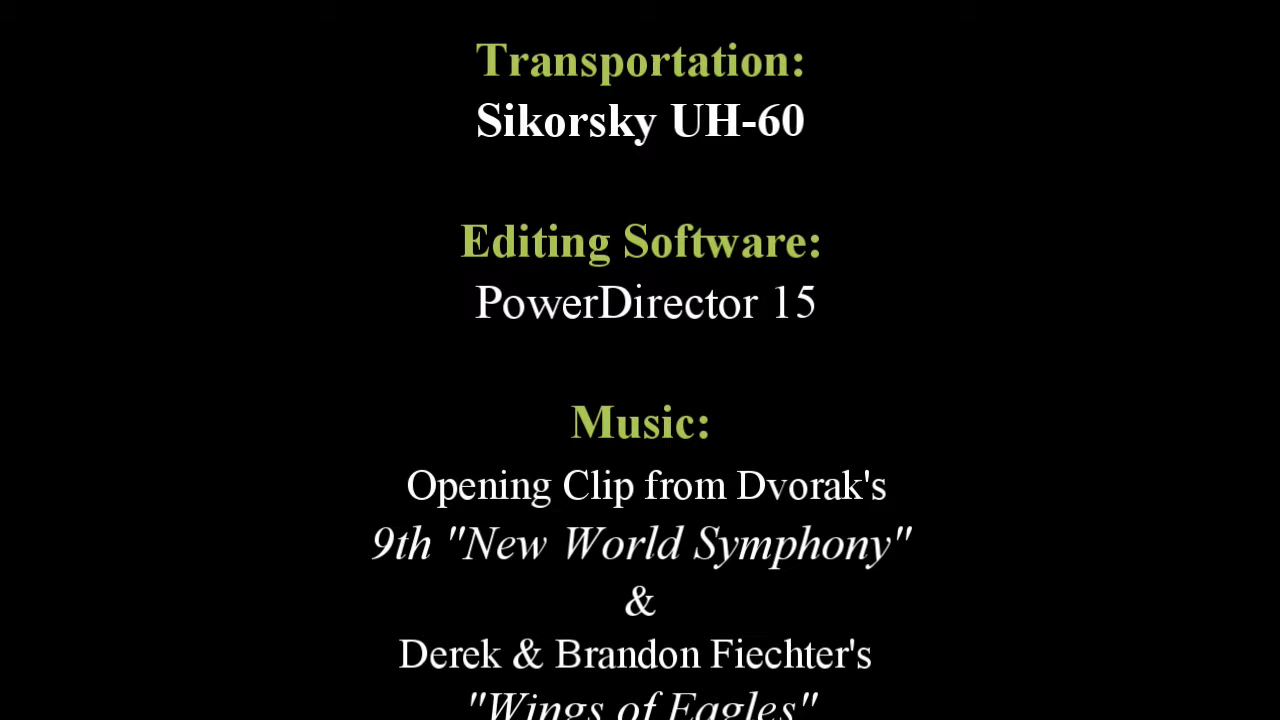 Transportation:
Sikorsky UH-60
Editing Software:
PowerDirector 15
Music:
Opening Clip from Dvorak's
9th "New World Symphony"
&
Derek & Brandon Fiechter's
"Wings of Eagles"